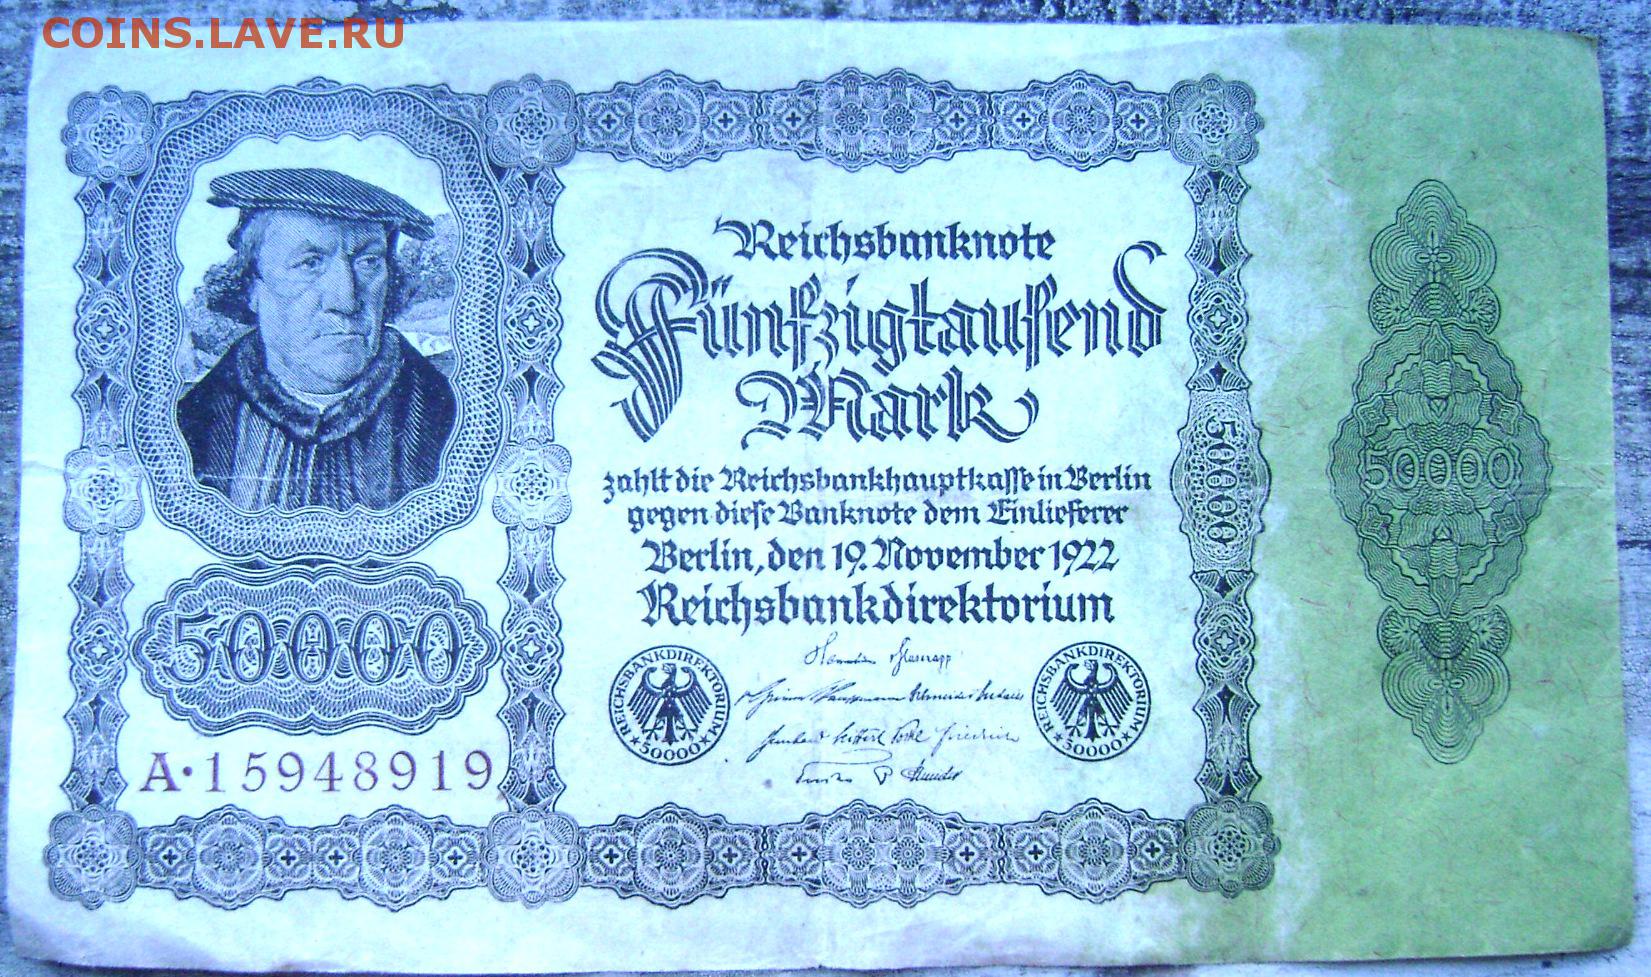 COINS.LAVE.RU
Reichsbanknote
Fünfzigtausend
Mark
zahlt die Reichsbankhauptkasse in Berlin
gegen diese Banknote dem Einlieferer
Berlin, den 19. November 1922
Reichsbankdirektorium
50000
A·15948919
REICHSBANKDIREKTORIUM
50000
REICHSBANKDIREKTORIUM
50000
50000
50000